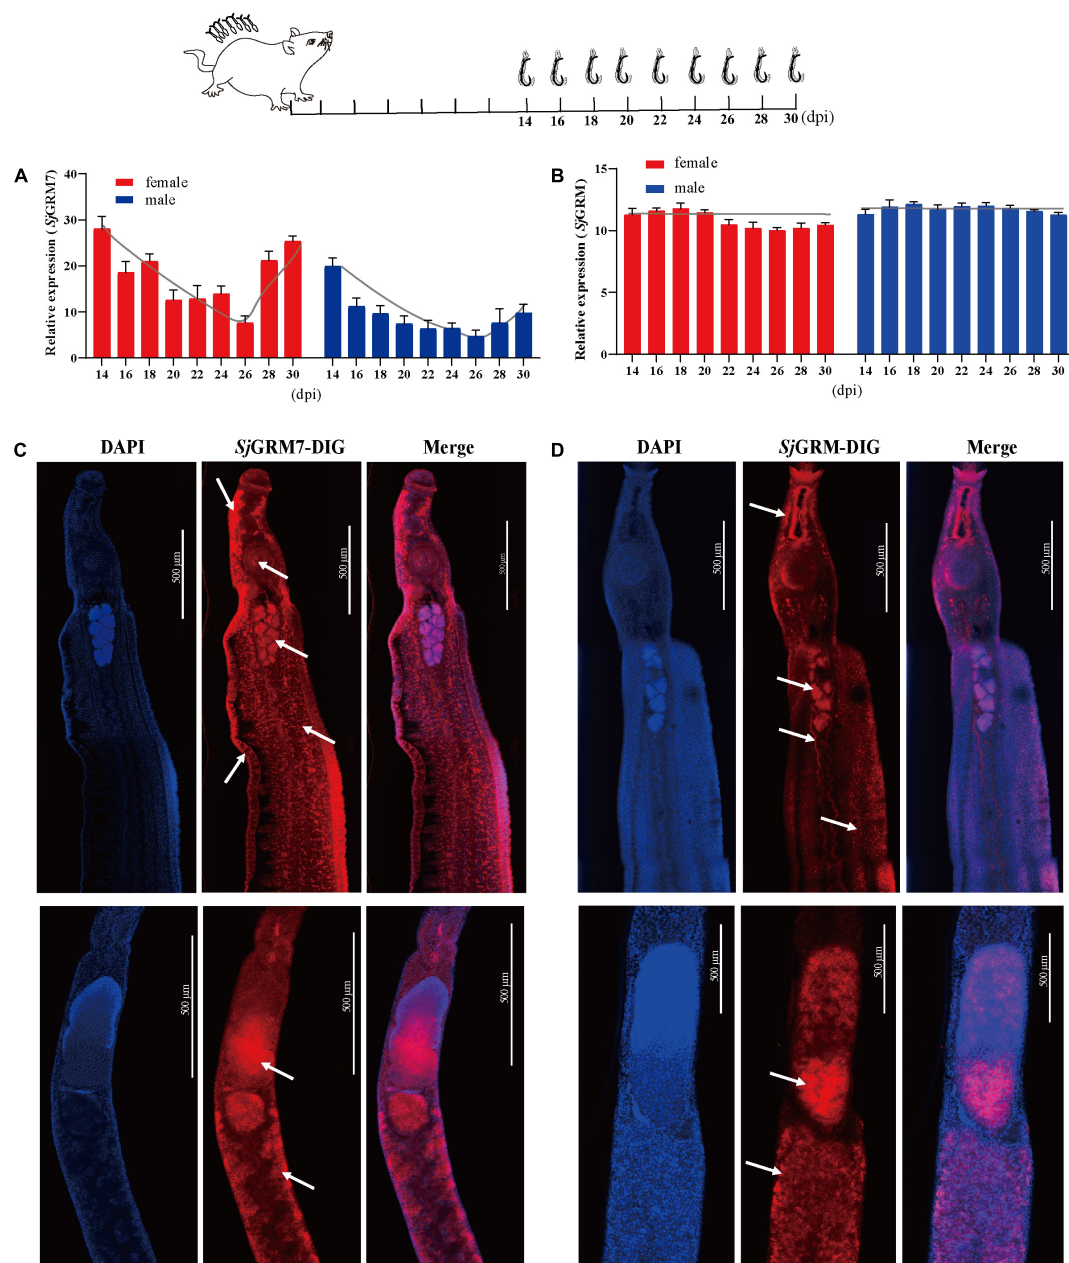 14 16 18 20 22 24 26 28 30 (dpi)
A
Relative expression (SjGRM7)
40
30
20
10
0
female
male
14 16 18 20 22 24 26 28 30 14 16 18 20 22 24 26 28 30
(dpi)
B
Relative expression (SjGRM)
15
10
5
0
female
male
14 16 18 20 22 24 26 28 30 14 16 18 20 22 24 26 28 30
(dpi)
C
DAPI SjGRM7-DIG Merge
500 μm
500 μm
500 μm
500 μm
500 μm
500 μm
D
DAPI SjGRM-DIG Merge
500 μm
500 μm
500 μm
500 μm
500 μm
500 μm